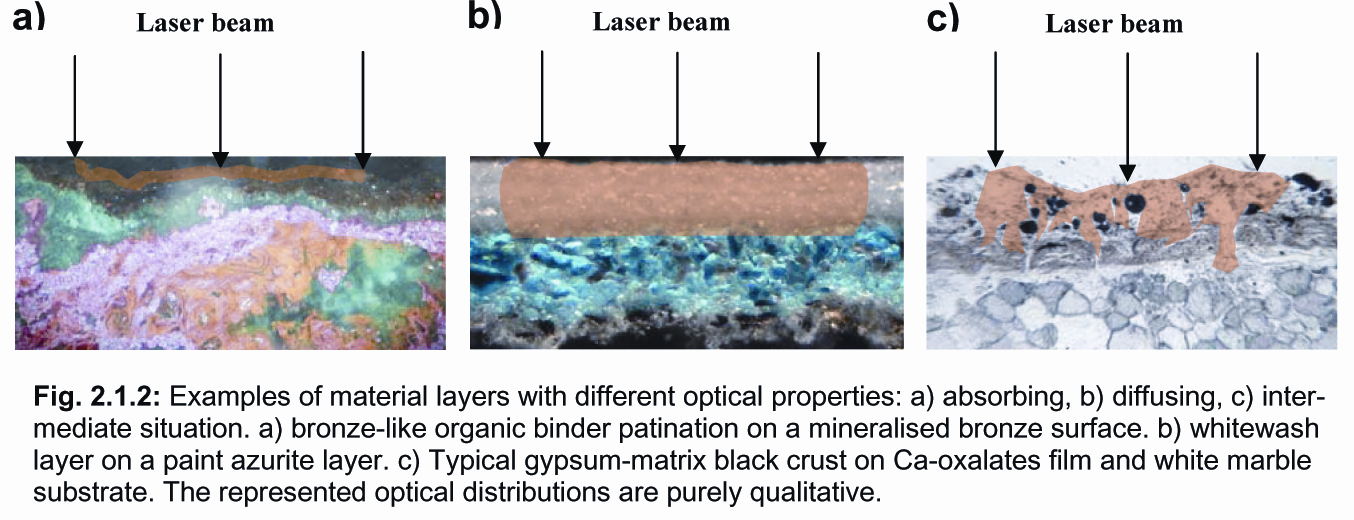 a)
Laser beam
b)
Laser beam
c)
Laser beam
Fig. 2.1.2: Examples of material layers with different optical properties: a) absorbing, b) diffusing, c) inter-
mediate situation. a) bronze-like organic binder patination on a mineralised bronze surface. b) whitewash
layer on a paint azurite layer. c) Typical gypsum-matrix black crust on Ca-oxalates film and white marble
substrate. The represented optical distributions are purely qualitative.